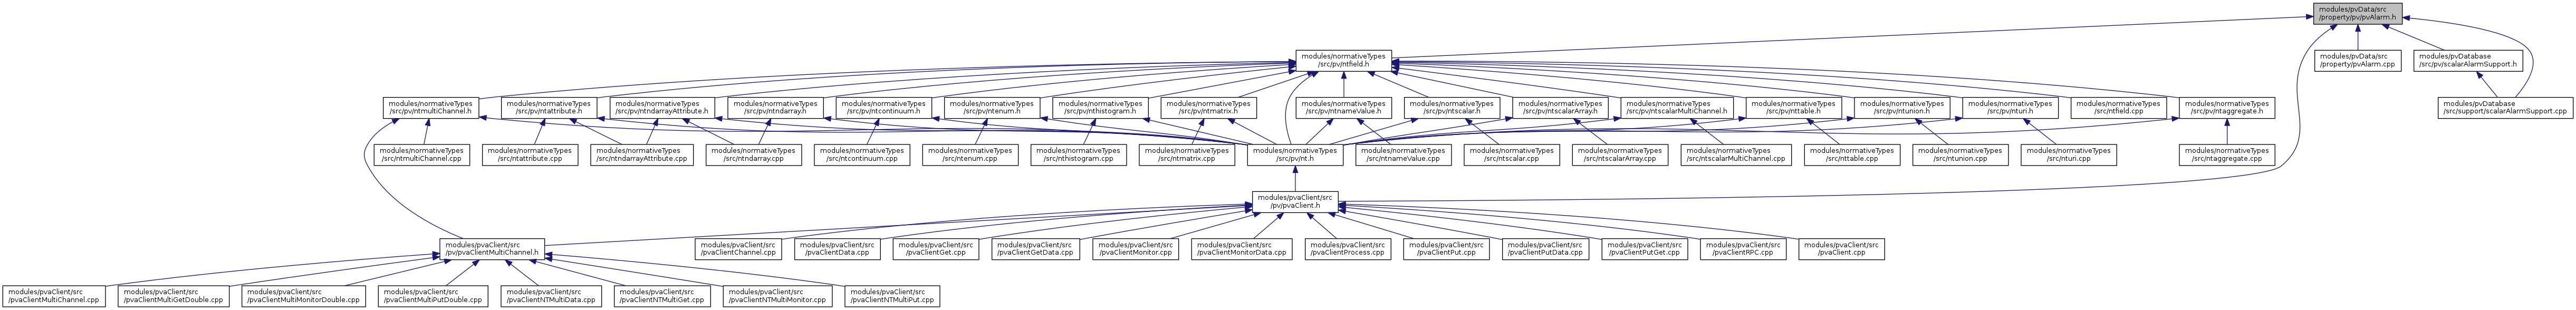 modules/pvData/src
/property/pv/pvAlarm.h
modules/normativeTypes
/src/pv/ntfield.h
modules/pvData/src
/property/pvAlarm.cpp
modules/pvDatabase
/src/pv/scalarAlarmSupport.h
modules/normativeTypes
/src/pv/ntmultiChannel.h
modules/normativeTypes
/src/pv/ntattribute.h
modules/normativeTypes
/src/pv/ntndarrayAttribute.h
modules/normativeTypes
/src/pv/ntndarray.h
modules/normativeTypes
/src/pv/ntcontinuum.h
modules/normativeTypes
/src/pv/ntenum.h
modules/normativeTypes
/src/pv/nthistogram.h
modules/normativeTypes
/src/pv/ntmatrix.h
modules/normativeTypes
/src/pv/ntnameValue.h
modules/normativeTypes
/src/pv/ntscalar.h
modules/normativeTypes
/src/pv/ntscalarArray.h
modules/normativeTypes
/src/pv/ntscalarMultiChannel.h
modules/normativeTypes
/src/pv/nttable.h
modules/normativeTypes
/src/pv/ntunion.h
modules/normativeTypes
/src/pv/nturi.h
modules/normativeTypes
/src/ntfield.cpp
modules/normativeTypes
/src/pv/ntaggregate.h
modules/pvDatabase
/src/support/scalarAlarmSupport.cpp
modules/normativeTypes
/src/ntmultiChannel.cpp
modules/normativeTypes
/src/ntattribute.cpp
modules/normativeTypes
/src/ntndarrayAttribute.cpp
modules/normativeTypes
/src/ntndarray.cpp
modules/normativeTypes
/src/ntcontinuum.cpp
modules/normativeTypes
/src/ntenum.cpp
modules/normativeTypes
/src/nthistogram.cpp
modules/normativeTypes
/src/ntmatrix.cpp
modules/normativeTypes
/src/pv/nt.h
modules/normativeTypes
/src/ntnameValue.cpp
modules/normativeTypes
/src/ntscalar.cpp
modules/normativeTypes
/src/ntscalarArray.cpp
modules/normativeTypes
/src/ntscalarMultiChannel.cpp
modules/normativeTypes
/src/nttable.cpp
modules/normativeTypes
/src/ntunion.cpp
modules/normativeTypes
/src/nturi.cpp
modules/normativeTypes
/src/ntaggregate.cpp
modules/pvaClient/src
/pv/pvaClient.h
modules/pvaClient/src
/pv/pvaClientMultiChannel.h
modules/pvaClient/src
/pvaClientChannel.cpp
modules/pvaClient/src
/pvaClientData.cpp
modules/pvaClient/src
/pvaClientGet.cpp
modules/pvaClient/src
/pvaClientGetData.cpp
modules/pvaClient/src
/pvaClientMonitor.cpp
modules/pvaClient/src
/pvaClientMonitorData.cpp
modules/pvaClient/src
/pvaClientProcess.cpp
modules/pvaClient/src
/pvaClientPut.cpp
modules/pvaClient/src
/pvaClientPutData.cpp
modules/pvaClient/src
/pvaClientPutGet.cpp
modules/pvaClient/src
/pvaClientRPC.cpp
modules/pvaClient/src
/pvaClient.cpp
modules/pvaClient/src
/pvaClientMultiChannel.cpp
modules/pvaClient/src
/pvaClientMultiGetDouble.cpp
modules/pvaClient/src
/pvaClientMultiMonitorDouble.cpp
modules/pvaClient/src
/pvaClientMultiPutDouble.cpp
modules/pvaClient/src
/pvaClientNTMultiData.cpp
modules/pvaClient/src
/pvaClientNTMultiGet.cpp
modules/pvaClient/src
/pvaClientNTMultiMonitor.cpp
modules/pvaClient/src
/pvaClientNTMultiPut.cpp